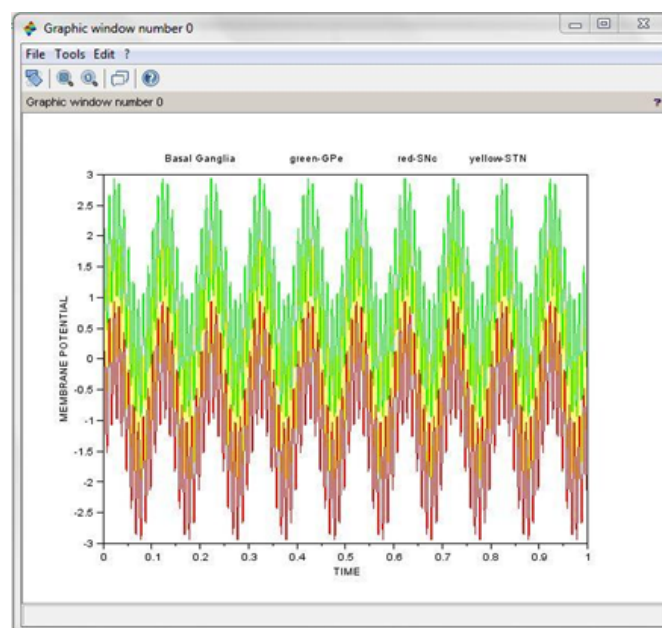 Graphic window number 0
File Tools Edit ?
Graphic window number 0 ?
Basal Ganglia green-GPe red-SNc yellow-STN
MEMBRANE POTENTIAL
3
2.5
2
1.5
1
0.5
0
-0.5
-1
-1.5
-2
-2.5
-3
0 0.1 0.2 0.3 0.4 0.5 0.6 0.7 0.8 0.9 1
TIME